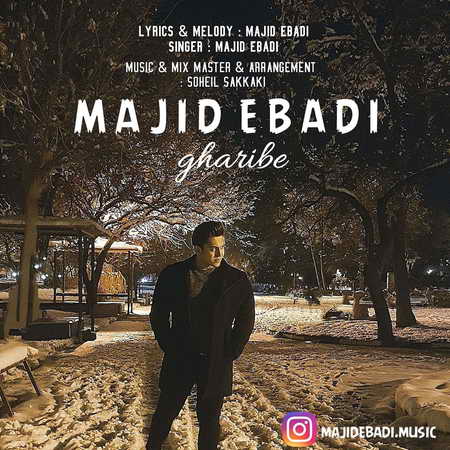 LYRICS & MELODY : MAJID EBADI
SINGER : MAJID EBADI
MUSIC & MIX MASTER & ARRANGEMENT
: SOHEIL SAKKAKI
MAJID EBADI
gharibe
MAJIDEBADI.MUSIC